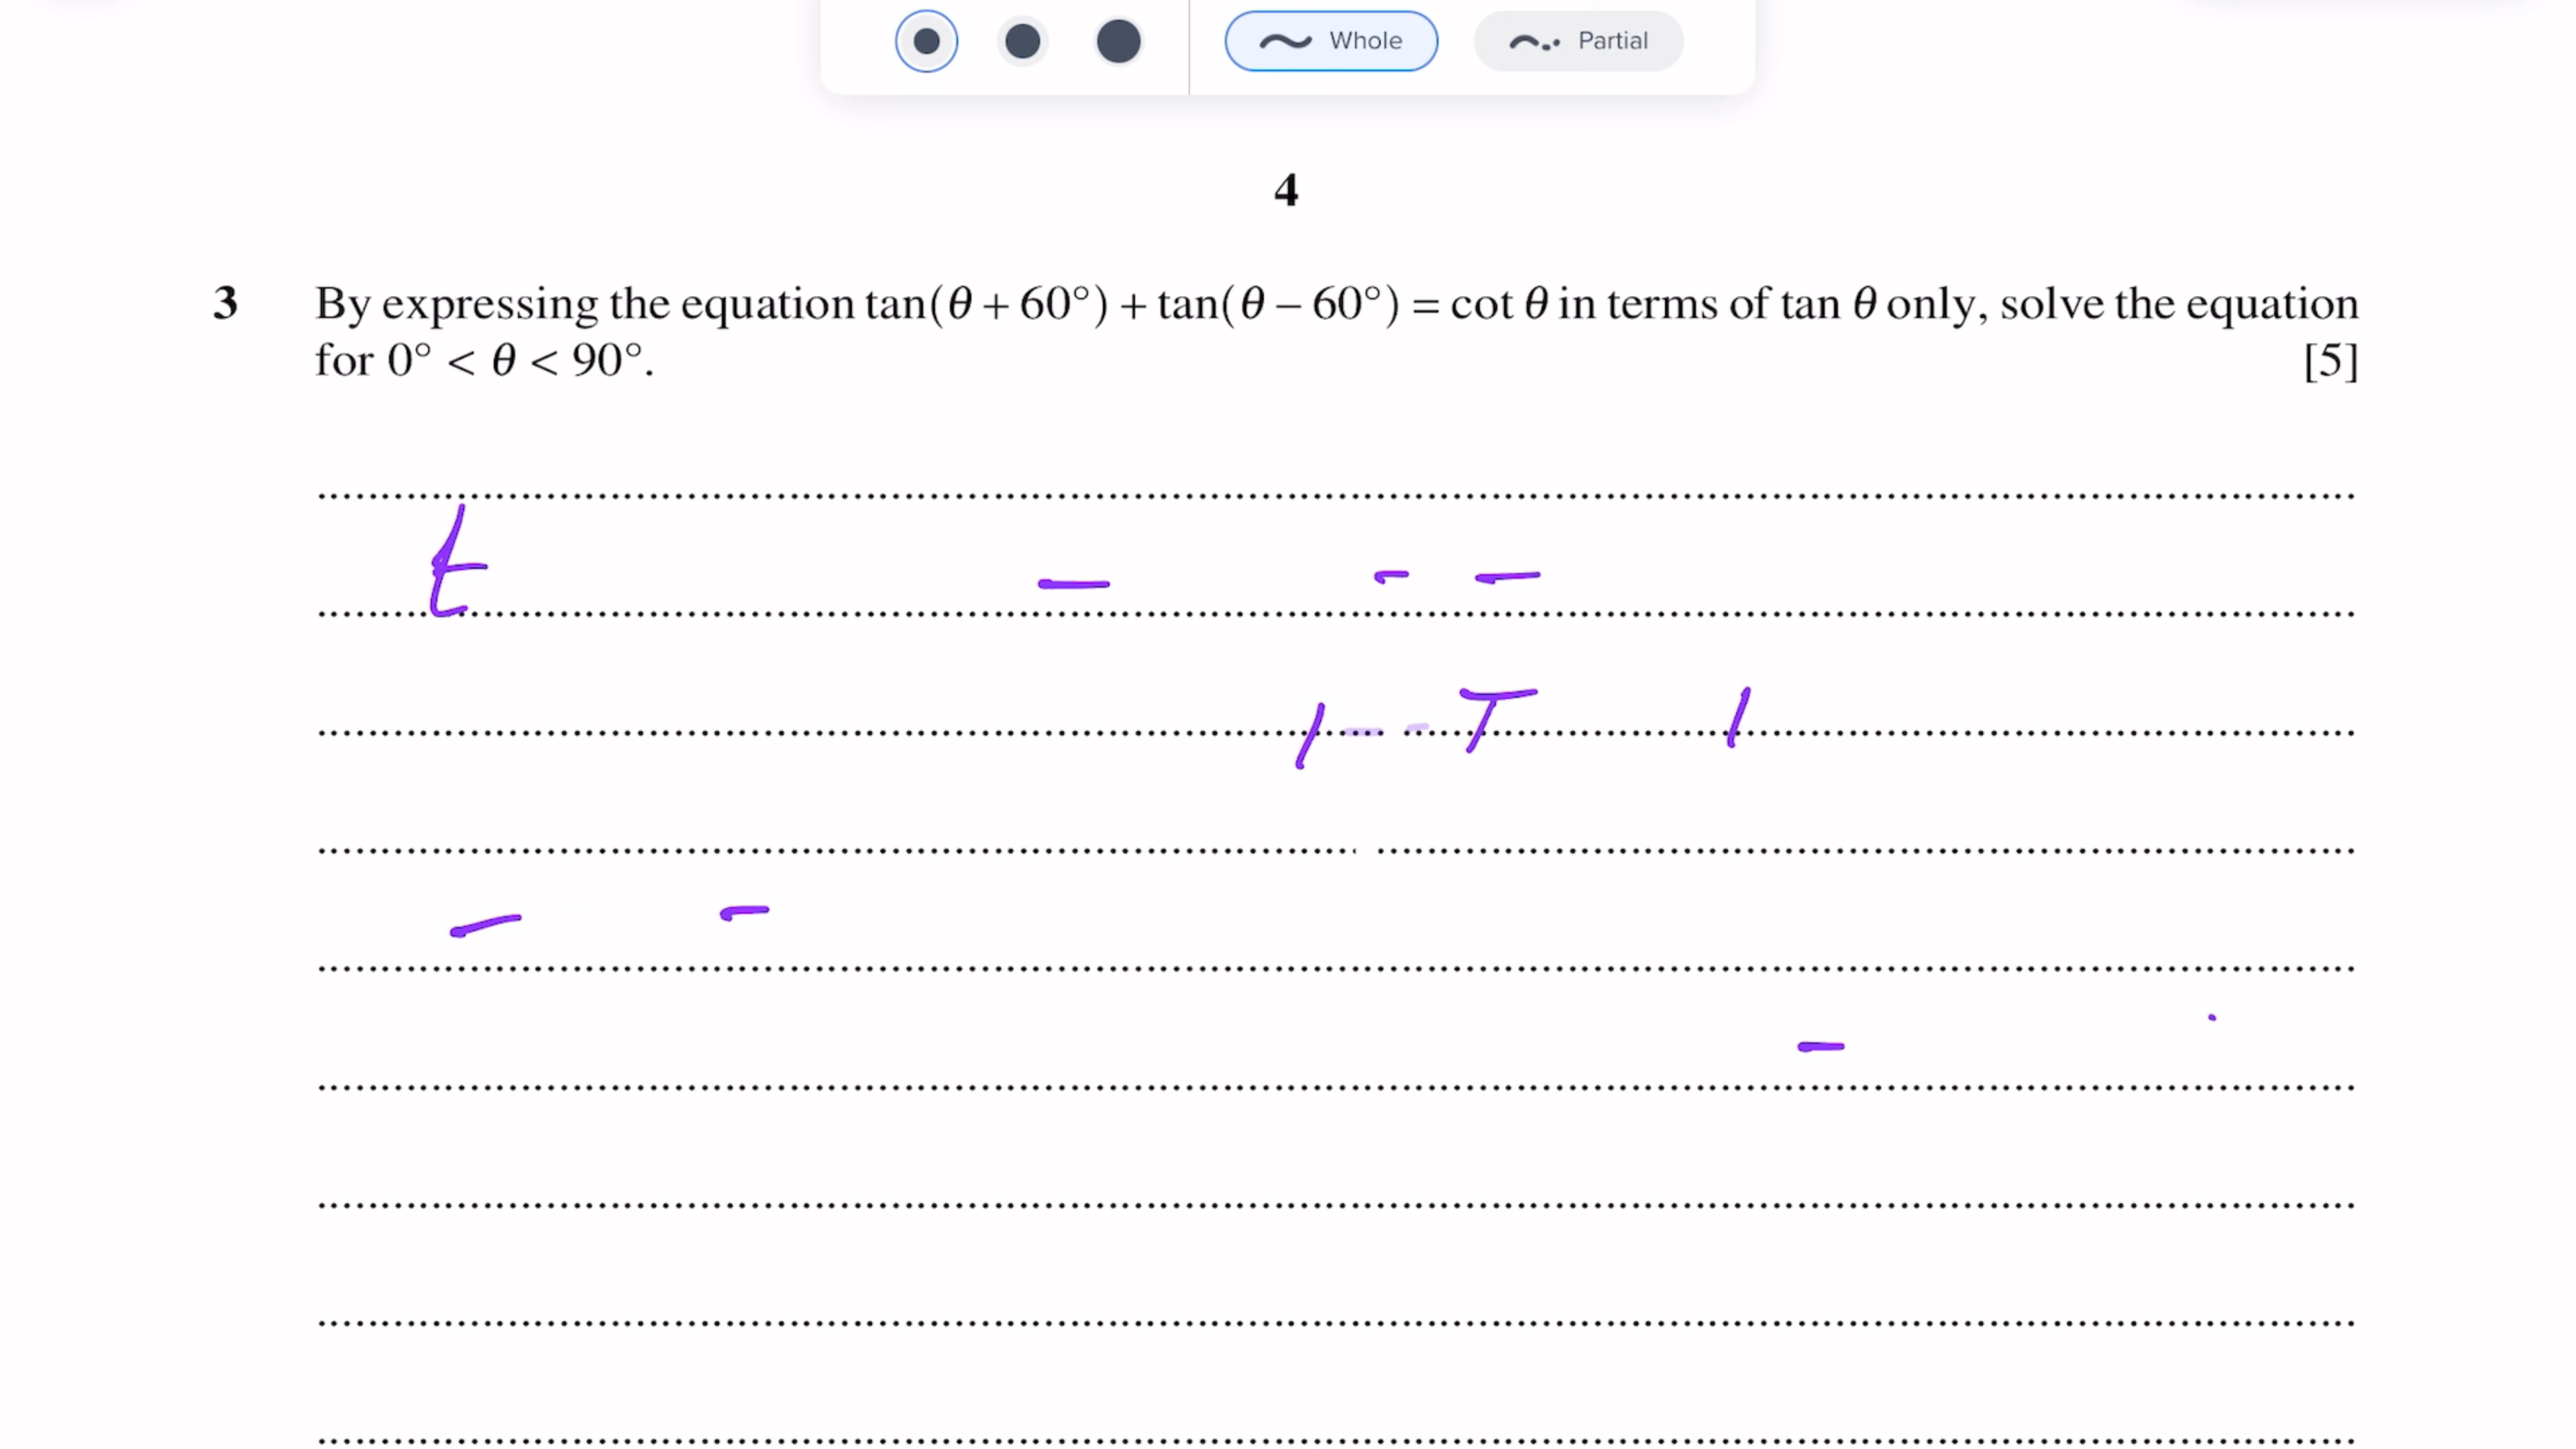 Whole Partial
4
3 By expressing the equation tan(θ + 60°) + tan(θ − 60°) = cot θ in terms of tan θ only, solve the equation
for 0° < θ < 90°. [5]
t